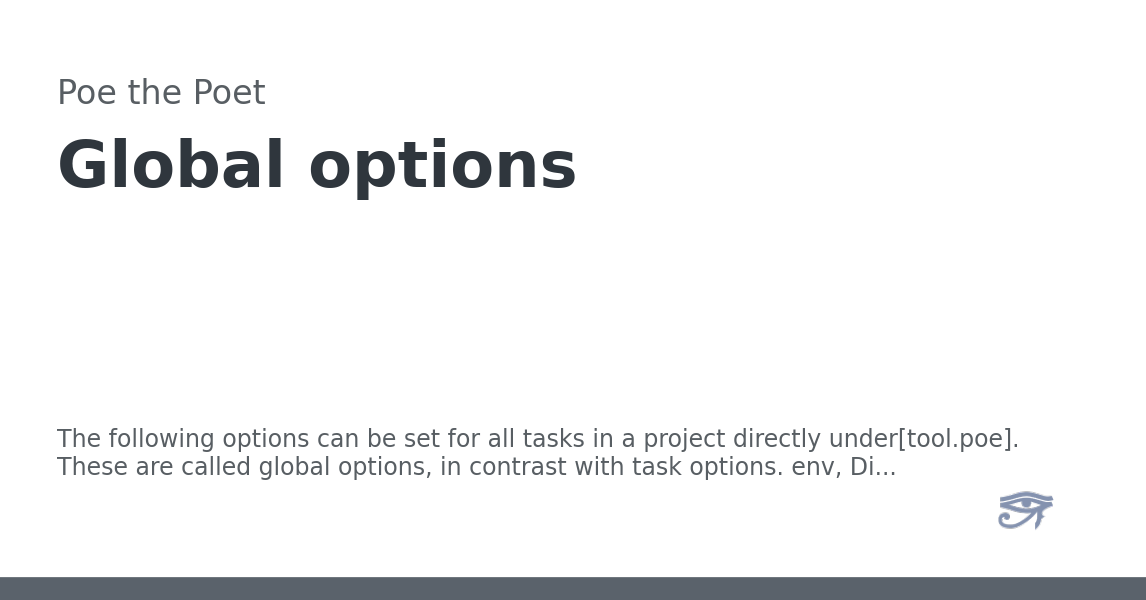 Poe the Poet
Global options
The following options can be set for all tasks in a project directly under[tool.poe].
These are called global options, in contrast with task options. env, Di...